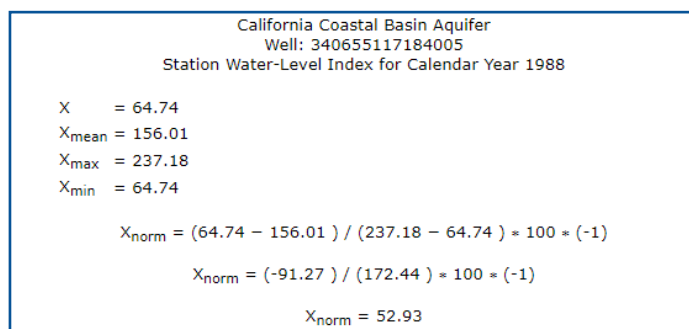 California Coastal Basin Aquifer
Well: 340655117184005
Station Water-Level Index for Calendar Year 1988
X = 64.74
Xmean = 156.01
Xmax = 237.18
Xmin = 64.74
Xnorm = (64.74 − 156.01 ) / (237.18 − 64.74 ) * 100 * (-1)
Xnorm = (-91.27) / (172.44 ) * 100 * (-1)
Xnorm = 52.93